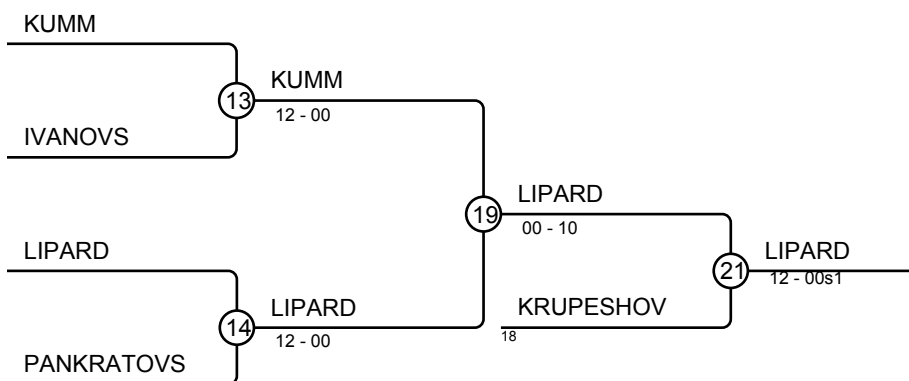 KUMM
13
KUMM
12 - 00
IVANOVS
19
LIPARD
00 - 10
LIPARD
21
LIPARD
12 - 00s1
14
LIPARD
12 - 00
KRUPESHOV
18
PANKRATOVS